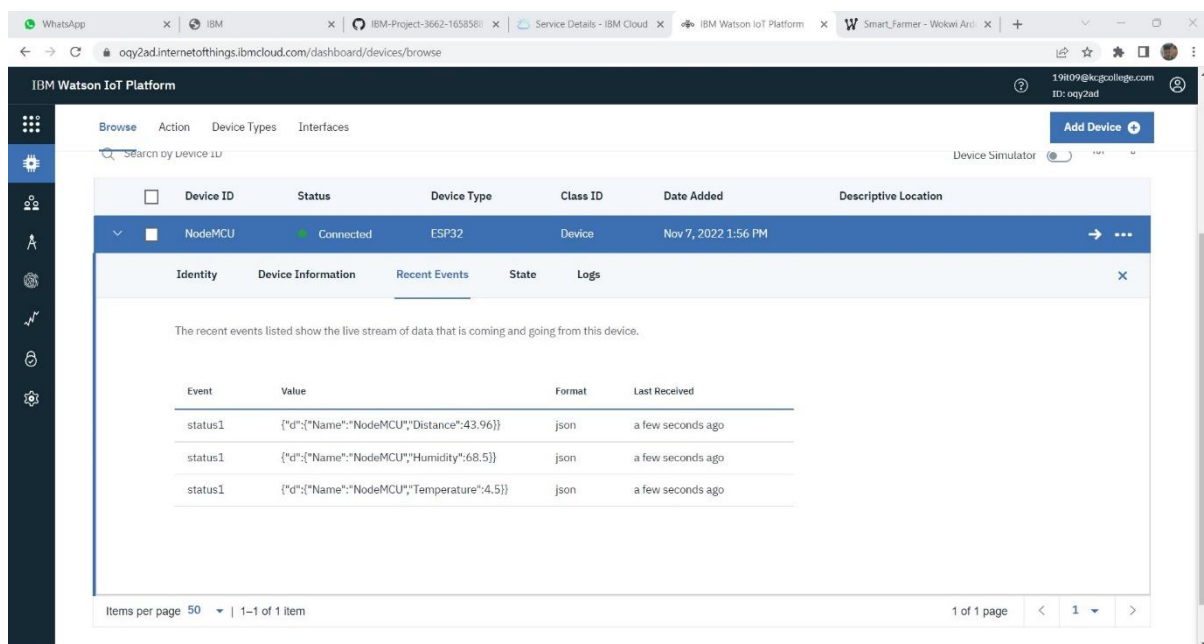 WhatsApp IBM IBM-Project-3662-1658588 Service Details - IBM Cloud IBM Watson IoT Platform Smart_Farmer - Wokwi Ard
oqy2ad.internetofthings.ibmcloud.com/dashboard/devices/browse
IBM Watson IoT Platform
19it09@kcgcollege.com
ID: oqy2ad
Browse Action Device Types Interfaces Add Device
Search by Device ID Device Simulator
Device ID Status Device Type Class ID Date Added Descriptive Location
NodeMCU Connected ESP32 Device Nov 7, 2022 1:56 PM
Identity Device Information Recent Events State Logs
The recent events listed show the live stream of data that is coming and going from this device.
Event Value Format Last Received
status1 {"d":{"Name":"NodeMCU","Distance":43.96}} json a few seconds ago
status1 {"d":{"Name":"NodeMCU","Humidity":68.5}} json a few seconds ago
status1 {"d":{"Name":"NodeMCU","Temperature":4.5}} json a few seconds ago
Items per page 50 | 1–1 of 1 item 1 of 1 page 1